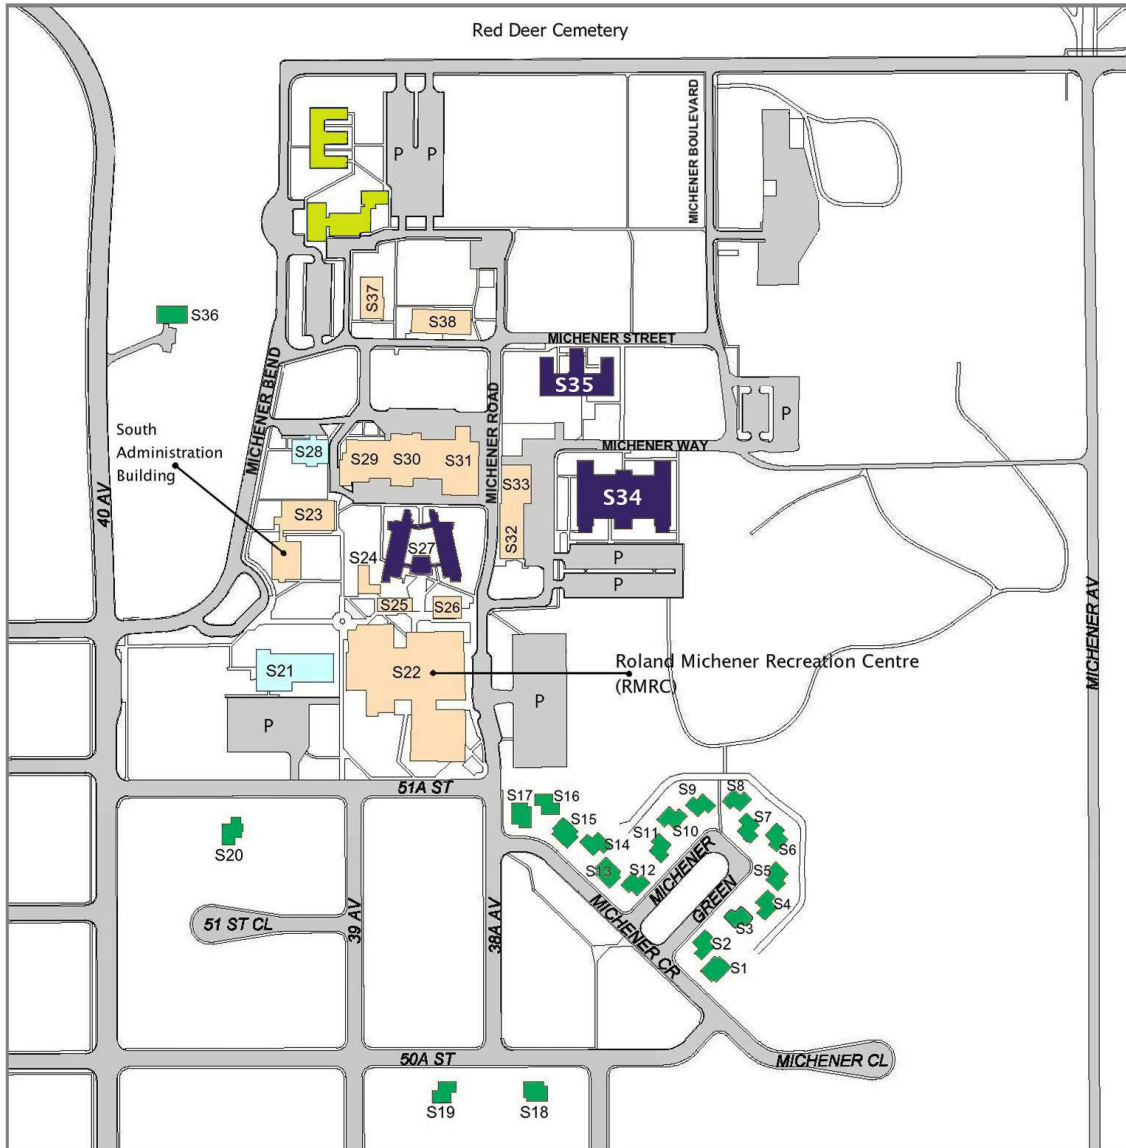 Red Deer Cemetery
MICHENER BOULEVARD
P
P
S37
S36
S38
MICHENER STREET
MICHENER BEND
S35
MICHENER ROAD
P
South
Administration
Building
S28
S29
S30
S31
MICHENER WAY
S33
S34
40 AV
S23
S32
S27
S24
P
P
S25
S26
MICHENER AV
S21
S22
Roland Michener Recreation Centre
(RMRC)
P
P
51A ST
S17
S16
S9
S8
S15
S10
S7
S11
S14
S6
S20
S13
S12
S5
MICHENER
GREEN
S4
51 ST CL
39 AV
38A AV
MICHENER CR
S3
S2
S1
50A ST
MICHENER CL
S19
S18